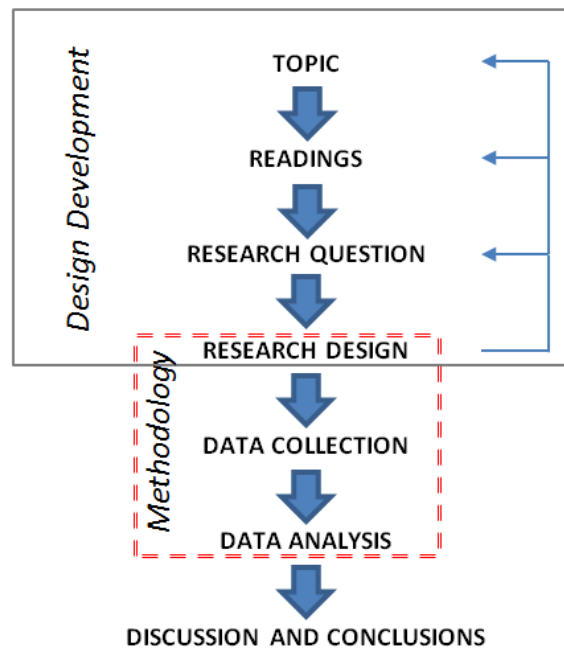 Design Development
TOPIC
READINGS
RESEARCH QUESTION
RESEARCH DESIGN
Methodology
DATA COLLECTION
DATA ANALYSIS
DISCUSSION AND CONCLUSIONS